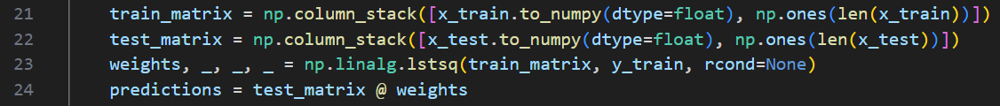 21 train_matrix = np.column_stack([x_train.to_numpy(dtype=float), np.ones(len(x_train))])
22 test_matrix = np.column_stack([x_test.to_numpy(dtype=float), np.ones(len(x_test))])
23 weights, _, _, _ = np.linalg.lstsq(train_matrix, y_train, rcond=None)
24 predictions = test_matrix @ weights